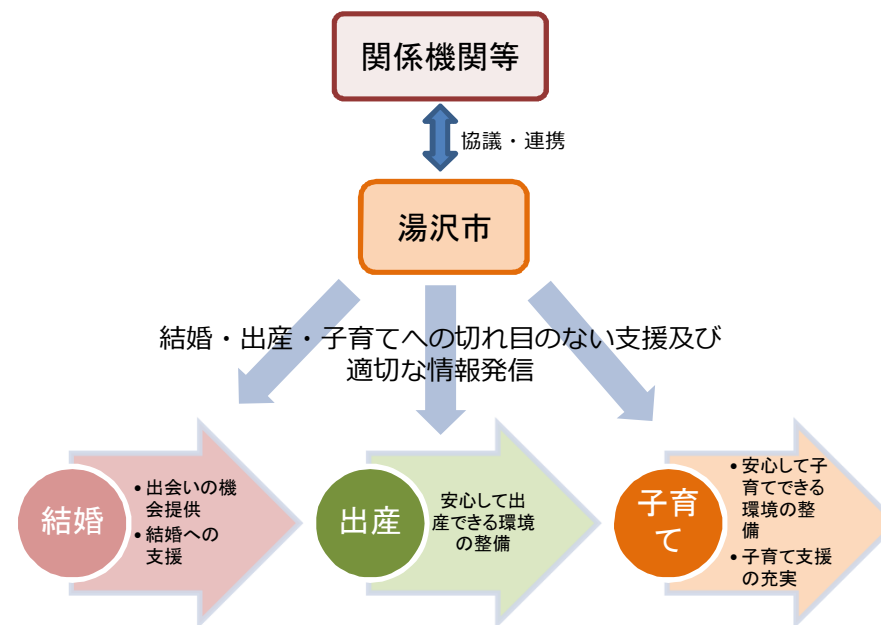 関係機関等
協議・連携
湯沢市
結婚・出産・子育てへの切れ目のない支援及び
適切な情報発信
結婚
• 出会いの機
会提供
• 結婚への
支援
出産
安心して出
産できる環境
の整備
子育
て
• 安心して子
育てできる
環境の整
備
• 子育て支援
の充実